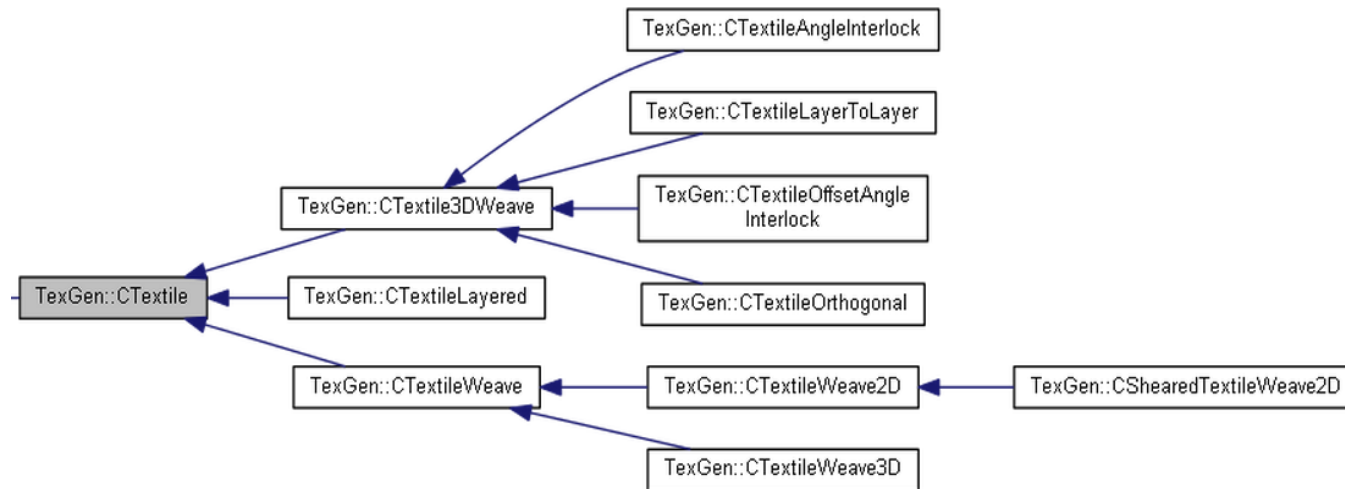 TexGen::CTextileAngleInterlock
TexGen::CTextileLayerToLayer
TexGen::CTextile3DWeave
TexGen::CTextileOffsetAngle
Interlock
TexGen::CTextile
TexGen::CTextileLayered
TexGen::CTextileOrthogonal
TexGen::CTextileWeave
TexGen::CTextileWeave2D
TexGen::CShearedTextileWeave2D
TexGen::CTextileWeave3D